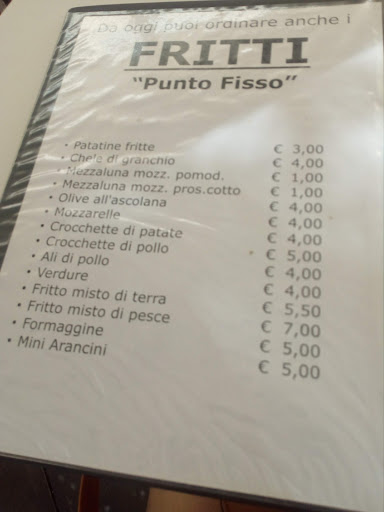 Da oggi puoi ordinare anche i
FRITTI
"Punto Fisso"
• Patatine fritte € 3,00
• Chele di granchio € 4,00
• Mezzaluna mozz. pomod. € 1,00
• Mezzaluna mozz. pros.cotto € 1,00
• Olive all'ascolana € 4,00
• Mozzarelle € 4,00
• Crocchette di patate € 4,00
• Crocchette di pollo € 5,00
• Ali di pollo € 4,00
• Verdure € 4,00
• Fritto misto di terra € 5,50
• Fritto misto di pesce € 7,00
• Formaggine € 5,00
• Mini Arancini € 5,00